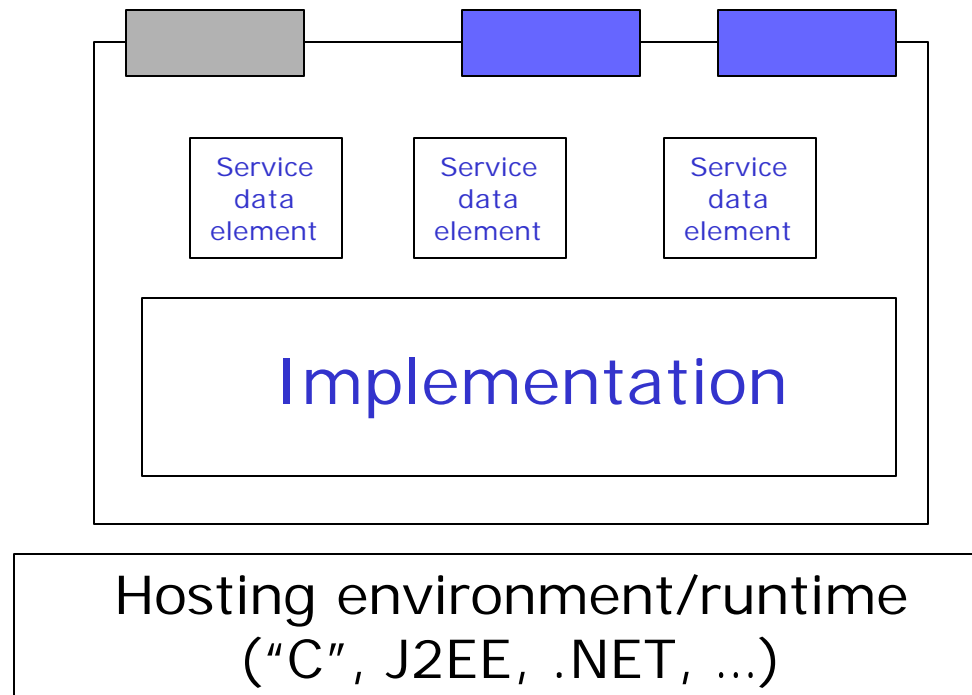 Service
data
element
Service
data
element
Service
data
element
Implementation
Hosting environment/runtime
(“C”, J2EE, .NET, …)